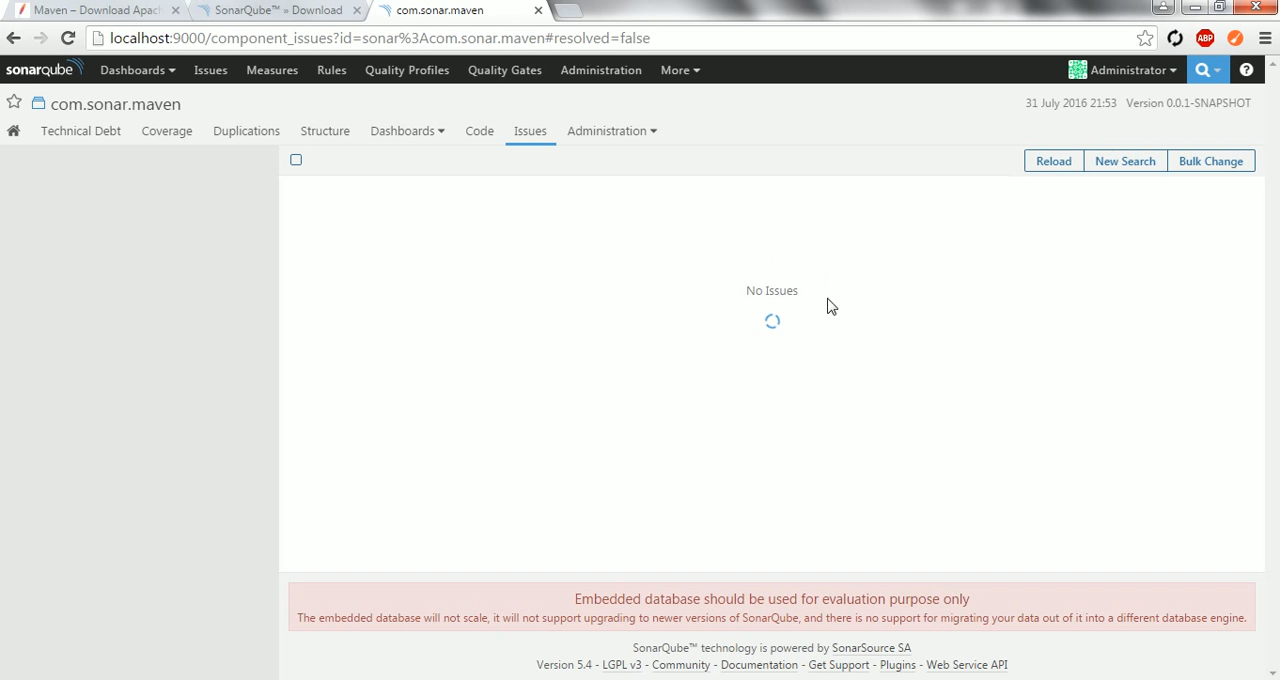 Maven – Download Apach
SonarQube™ » Download
com.sonar.maven
localhost:9000/component_issues?id=sonar%3Acom.sonar.maven#resolved=false
ABP
sonarqube Dashboards Issues Measures Rules Quality Profiles Quality Gates Administration More Administrator ?
com.sonar.maven 31 July 2016 21:53 Version 0.0.1-SNAPSHOT
Technical Debt Coverage Duplications Structure Dashboards Code Issues Administration
Reload New Search Bulk Change
No Issues
Embedded database should be used for evaluation purpose only
The embedded database will not scale, it will not support upgrading to newer versions of SonarQube, and there is no support for migrating your data out of it into a different database engine.
SonarQube™ technology is powered by SonarSource SA
Version 5.4 - LGPL v3 - Community - Documentation - Get Support - Plugins - Web Service API